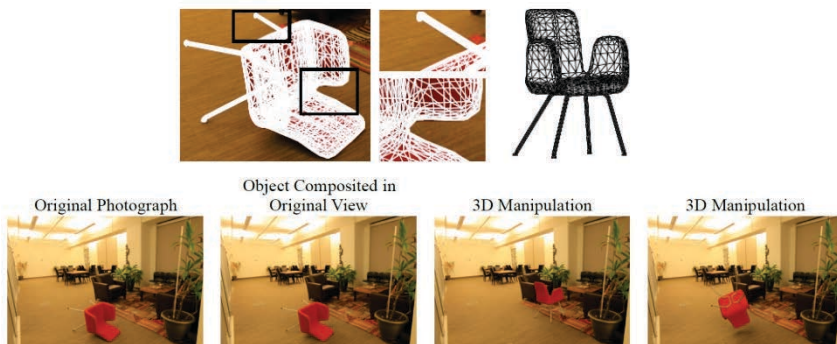 Original Photograph
Object Composited in
Original View
3D Manipulation
3D Manipulation